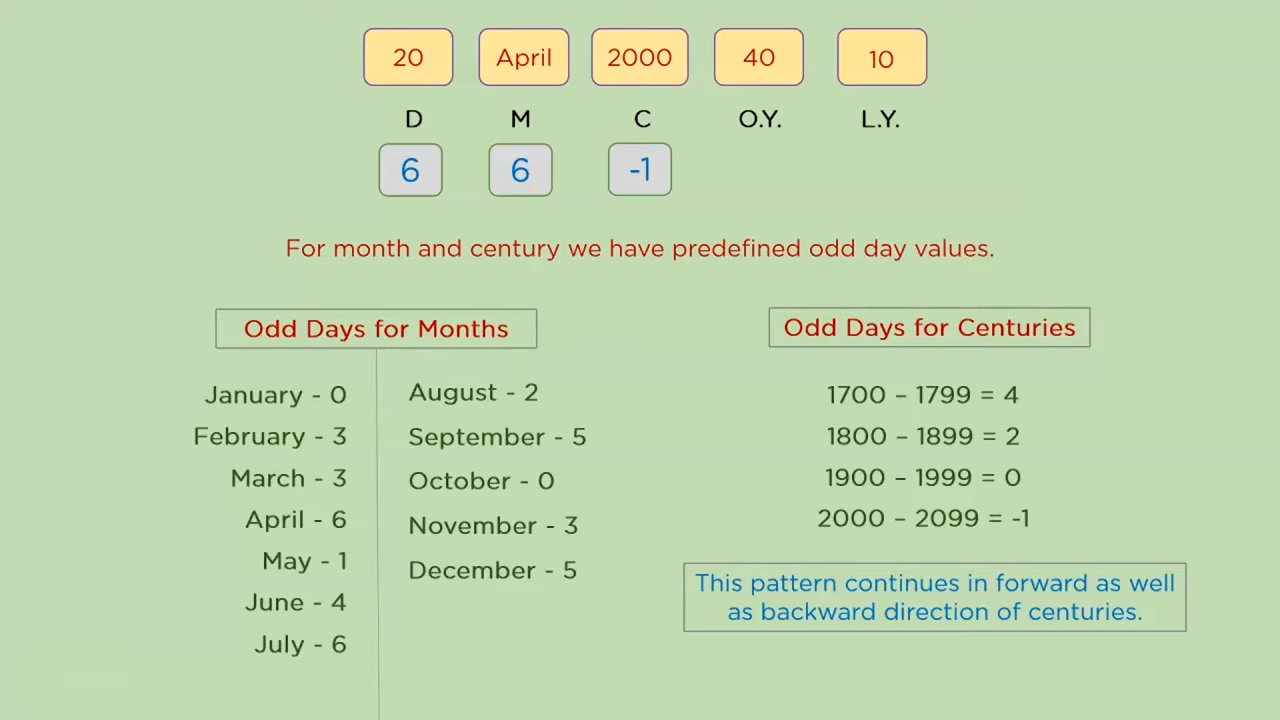 20 April 2000 40 10
D M C O.Y. L.Y.
6 6 -1
For month and century we have predefined odd day values.
Odd Days for Months
January - 0
February - 3
March - 3
April - 6
May - 1
June - 4
July - 6
August - 2
September - 5
October - 0
November - 3
December - 5
Odd Days for Centuries
1700 – 1799 = 4
1800 – 1899 = 2
1900 – 1999 = 0
2000 – 2099 = -1
This pattern continues in forward as well
as backward direction of centuries.